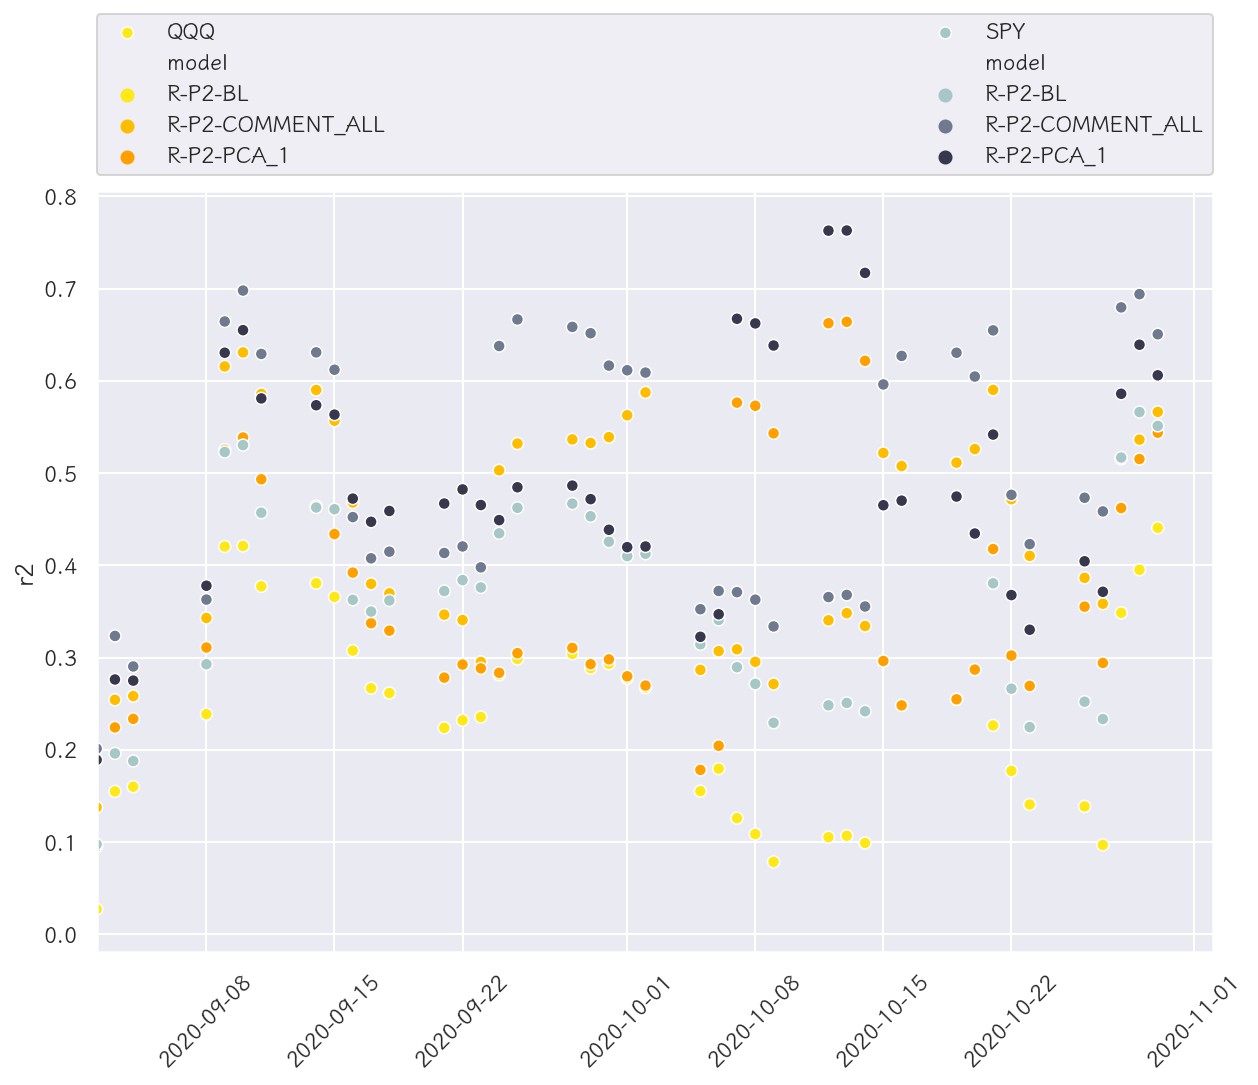 QQQ
model
R-P2-BL
R-P2-COMMENT_ALL
R-P2-PCA_1
SPY
model
R-P2-BL
R-P2-COMMENT_ALL
R-P2-PCA_1
0.8
0.7
0.6
0.5
0.4
0.3
0.2
0.1
0.0
r2
2020-09-08
2020-09-15
2020-09-22
2020-10-01
2020-10-08
2020-10-15
2020-10-22
2020-11-01